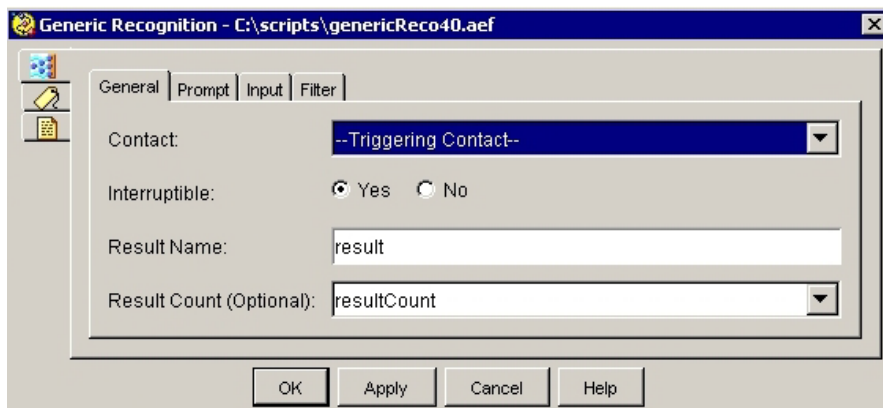 Generic Recognition - C:\scripts\genericReco40.aef
General Prompt Input Filter
Contact: --Triggering Contact--
Interruptible: Yes No
Result Name: result
Result Count (Optional): resultCount
OK Apply Cancel Help